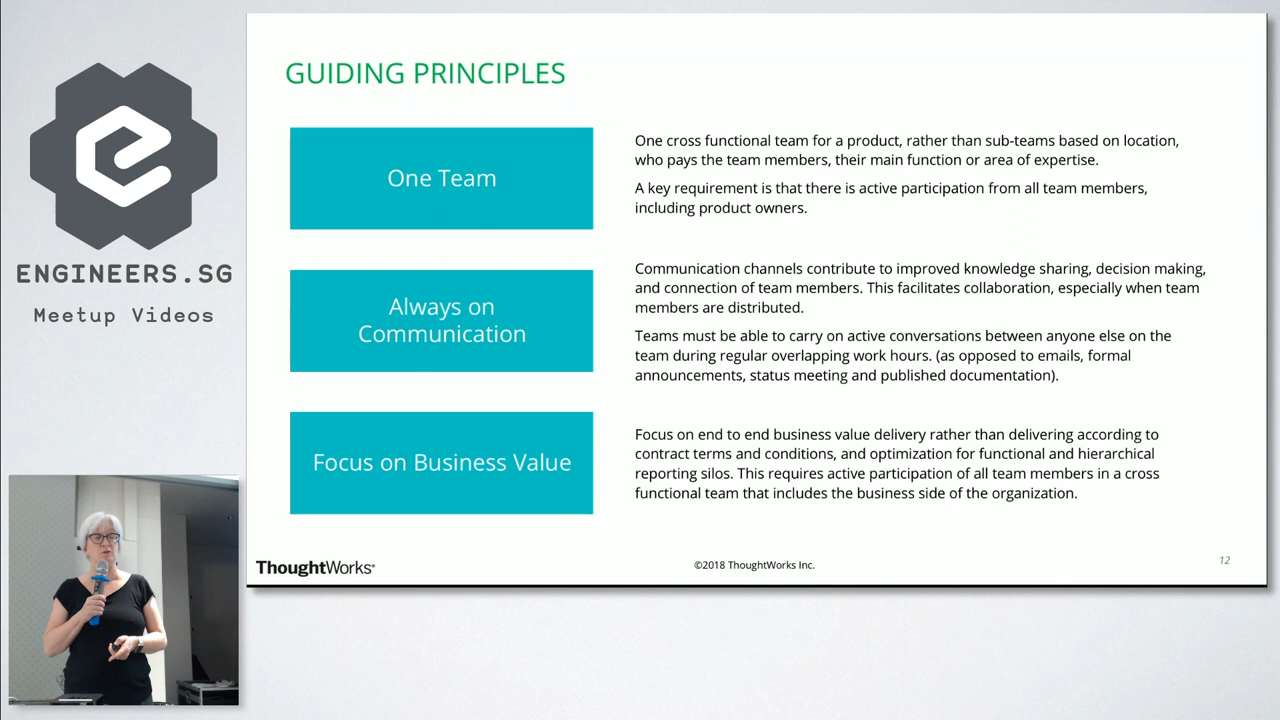 ENGINEERS.SG
Meetup Videos
GUIDING PRINCIPLES
One Team
One cross functional team for a product, rather than sub-teams based on location,
who pays the team members, their main function or area of expertise.
A key requirement is that there is active participation from all team members,
including product owners.
Always on
Communication
Communication channels contribute to improved knowledge sharing, decision making,
and connection of team members. This facilitates collaboration, especially when team
members are distributed.
Teams must be able to carry on active conversations between anyone else on the
team during regular overlapping work hours. (as opposed to emails, formal
announcements, status meeting and published documentation).
Focus on Business Value
Focus on end to end business value delivery rather than delivering according to
contract terms and conditions, and optimization for functional and hierarchical
reporting silos. This requires active participation of all team members in a cross
functional team that includes the business side of the organization.
ThoughtWorks®
©2018 ThoughtWorks Inc.
12